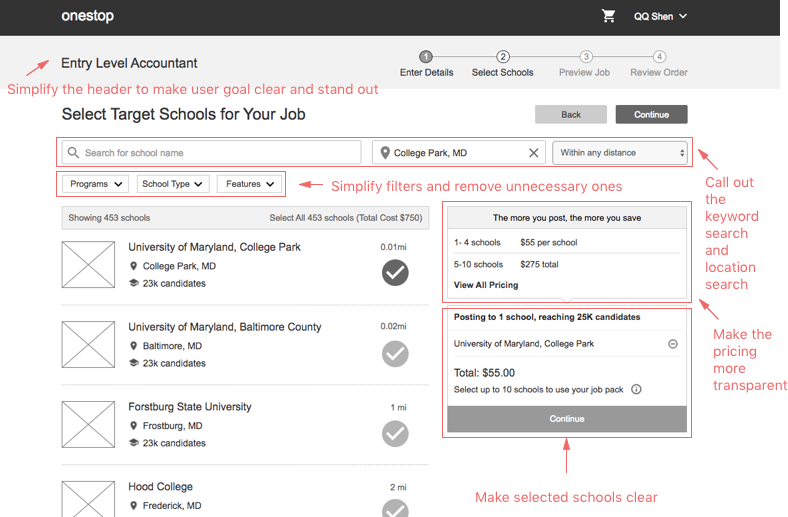 onestop
QQ Shen
Entry Level Accountant
1
2
3
4
Enter Details
Select Schools
Preview Job
Review Order
Simplify the header to make user goal clear and stand out
Select Target Schools for Your Job
Back
Continue
Search for school name
College Park, MD
Within any distance
Programs
School Type
Features
Simplify filters and remove unnecessary ones
Call out
the
keyword
search
and
location
search
Showing 453 schools
Select All 453 schools (Total Cost $750)
University of Maryland, College Park
0.01mi
College Park, MD
23k candidates
University of Maryland, Baltimore County
0.02mi
Baltimore, MD
23k candidates
Forstburg State University
1 mi
Frostburg, MD
23k candidates
Hood College
2 mi
Frederick, MD
The more you post, the more you save
1- 4 schools
$55 per school
5-10 schools
$275 total
View All Pricing
Make the
pricing
more
transparent
Posting to 1 school, reaching 25K candidates
University of Maryland, College Park
Total: $55.00
Select up to 10 schools to use your job pack
Continue
Make selected schools clear